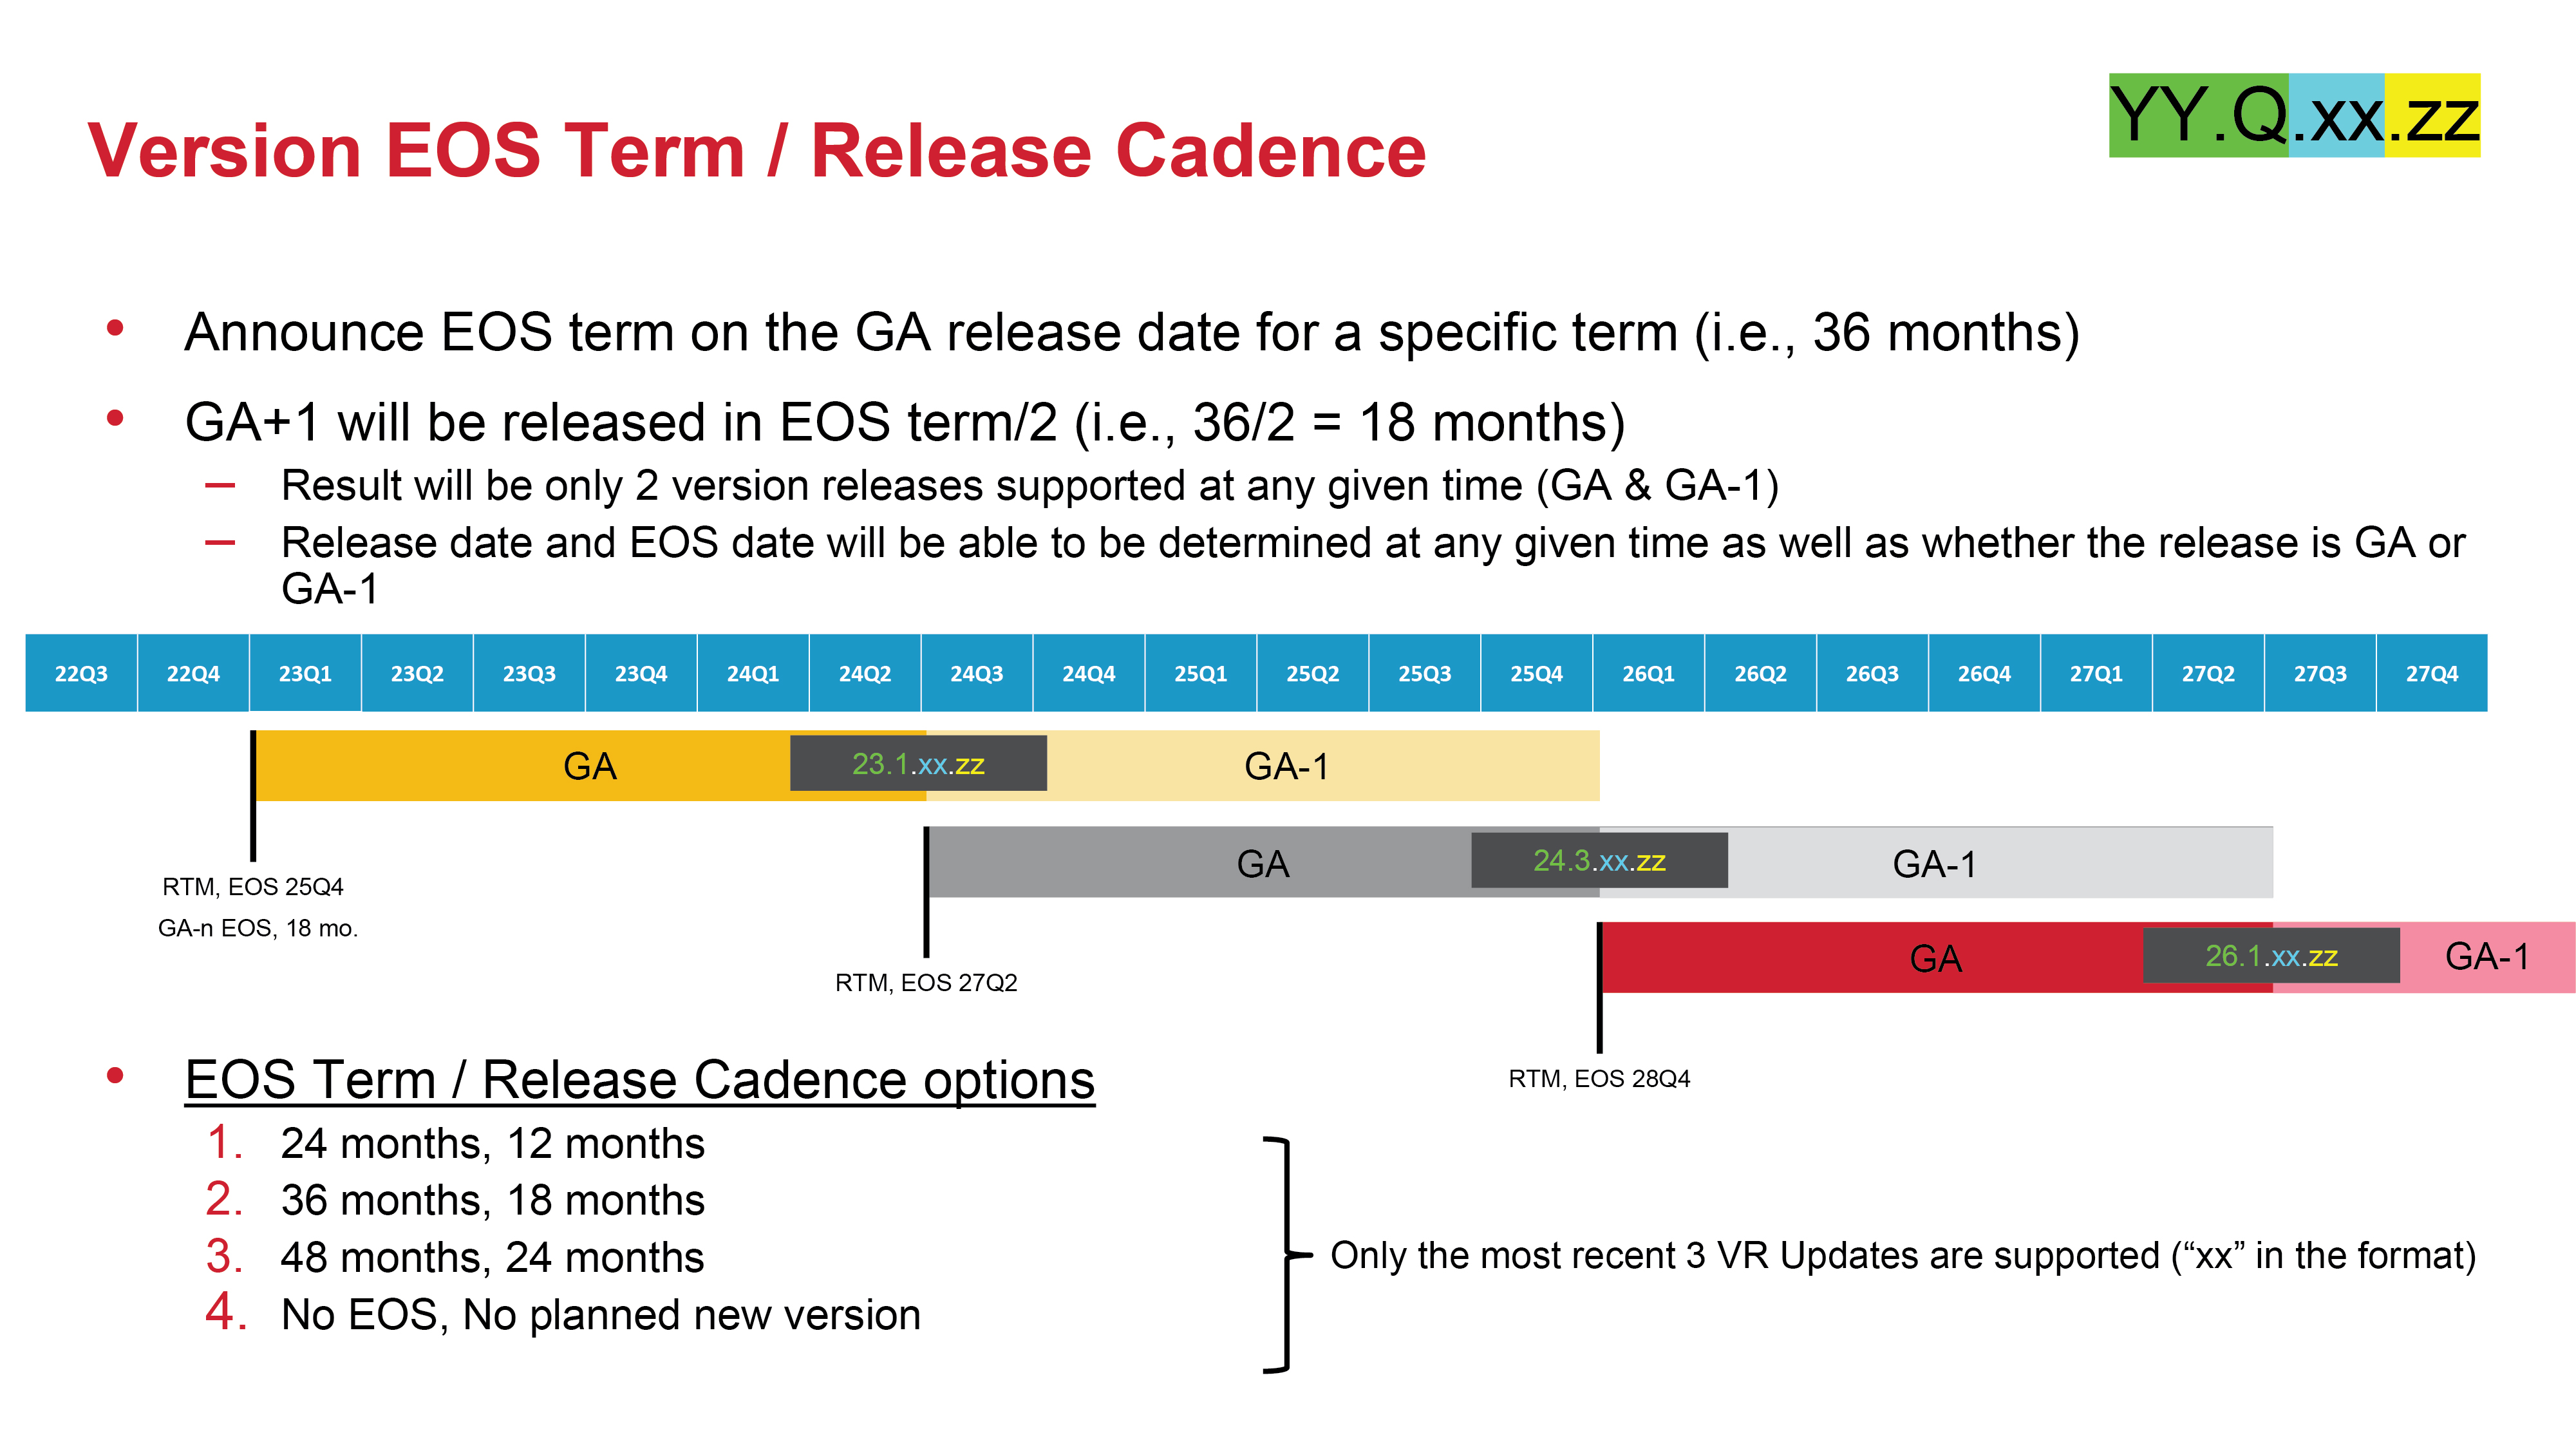 YY.Q.xx.zz
Version EOS Term / Release Cadence
• Announce EOS term on the GA release date for a specific term (i.e., 36 months)
• GA+1 will be released in EOS term/2 (i.e., 36/2 = 18 months)
– Result will be only 2 version releases supported at any given time (GA & GA-1)
– Release date and EOS date will be able to be determined at any given time as well as whether the release is GA or
GA-1
22Q3 22Q4 23Q1 23Q2 23Q3 23Q4 24Q1 24Q2 24Q3 24Q4 25Q1 25Q2 25Q3 25Q4 26Q1 26Q2 26Q3 26Q4 27Q1 27Q2 27Q3 27Q4
GA 23.1.xx.zz GA-1
GA 24.3.xx.zz GA-1
RTM, EOS 25Q4
GA-n EOS, 18 mo.
GA 26.1.xx.zz GA-1
RTM, EOS 27Q2
RTM, EOS 28Q4
• EOS Term / Release Cadence options
1. 24 months, 12 months
2. 36 months, 18 months
3. 48 months, 24 months
4. No EOS, No planned new version
Only the most recent 3 VR Updates are supported (“xx” in the format)